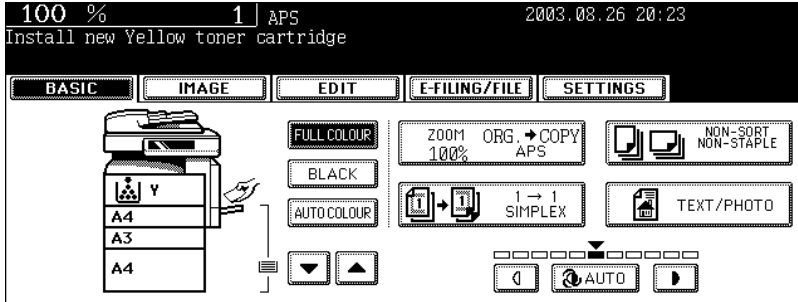 100 % 1 APS 2003.08.26 20:23
Install new Yellow toner cartridge
BASIC IMAGE EDIT E-FILING/FILE SETTINGS
FULL COLOUR
ZOOM ORG.➔COPY
100% APS
NON-SORT
NON-STAPLE
BLACK
Y
AUTO COLOUR
1 1
1 → 1
SIMPLEX
TEXT/PHOTO
A4
A3
A4
AUTO